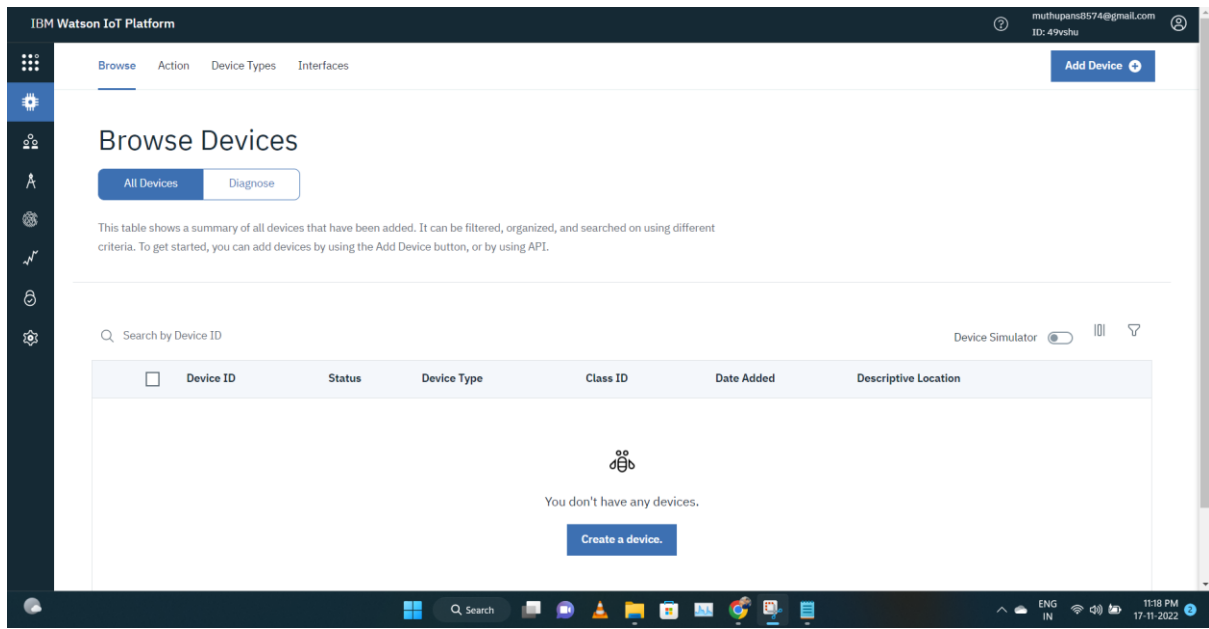 IBM Watson IoT Platform
muthupans8574@gmail.com
ID: 49vshu
Browse Action Device Types Interfaces
Add Device
Browse Devices
All Devices Diagnose
This table shows a summary of all devices that have been added. It can be filtered, organized, and searched on using different
criteria. To get started, you can add devices by using the Add Device button, or by using API.
Search by Device ID
Device Simulator
Device ID Status Device Type Class ID Date Added Descriptive Location
You don't have any devices.
Create a device.
Search
ENG
IN
11:18 PM
17-11-2022
2